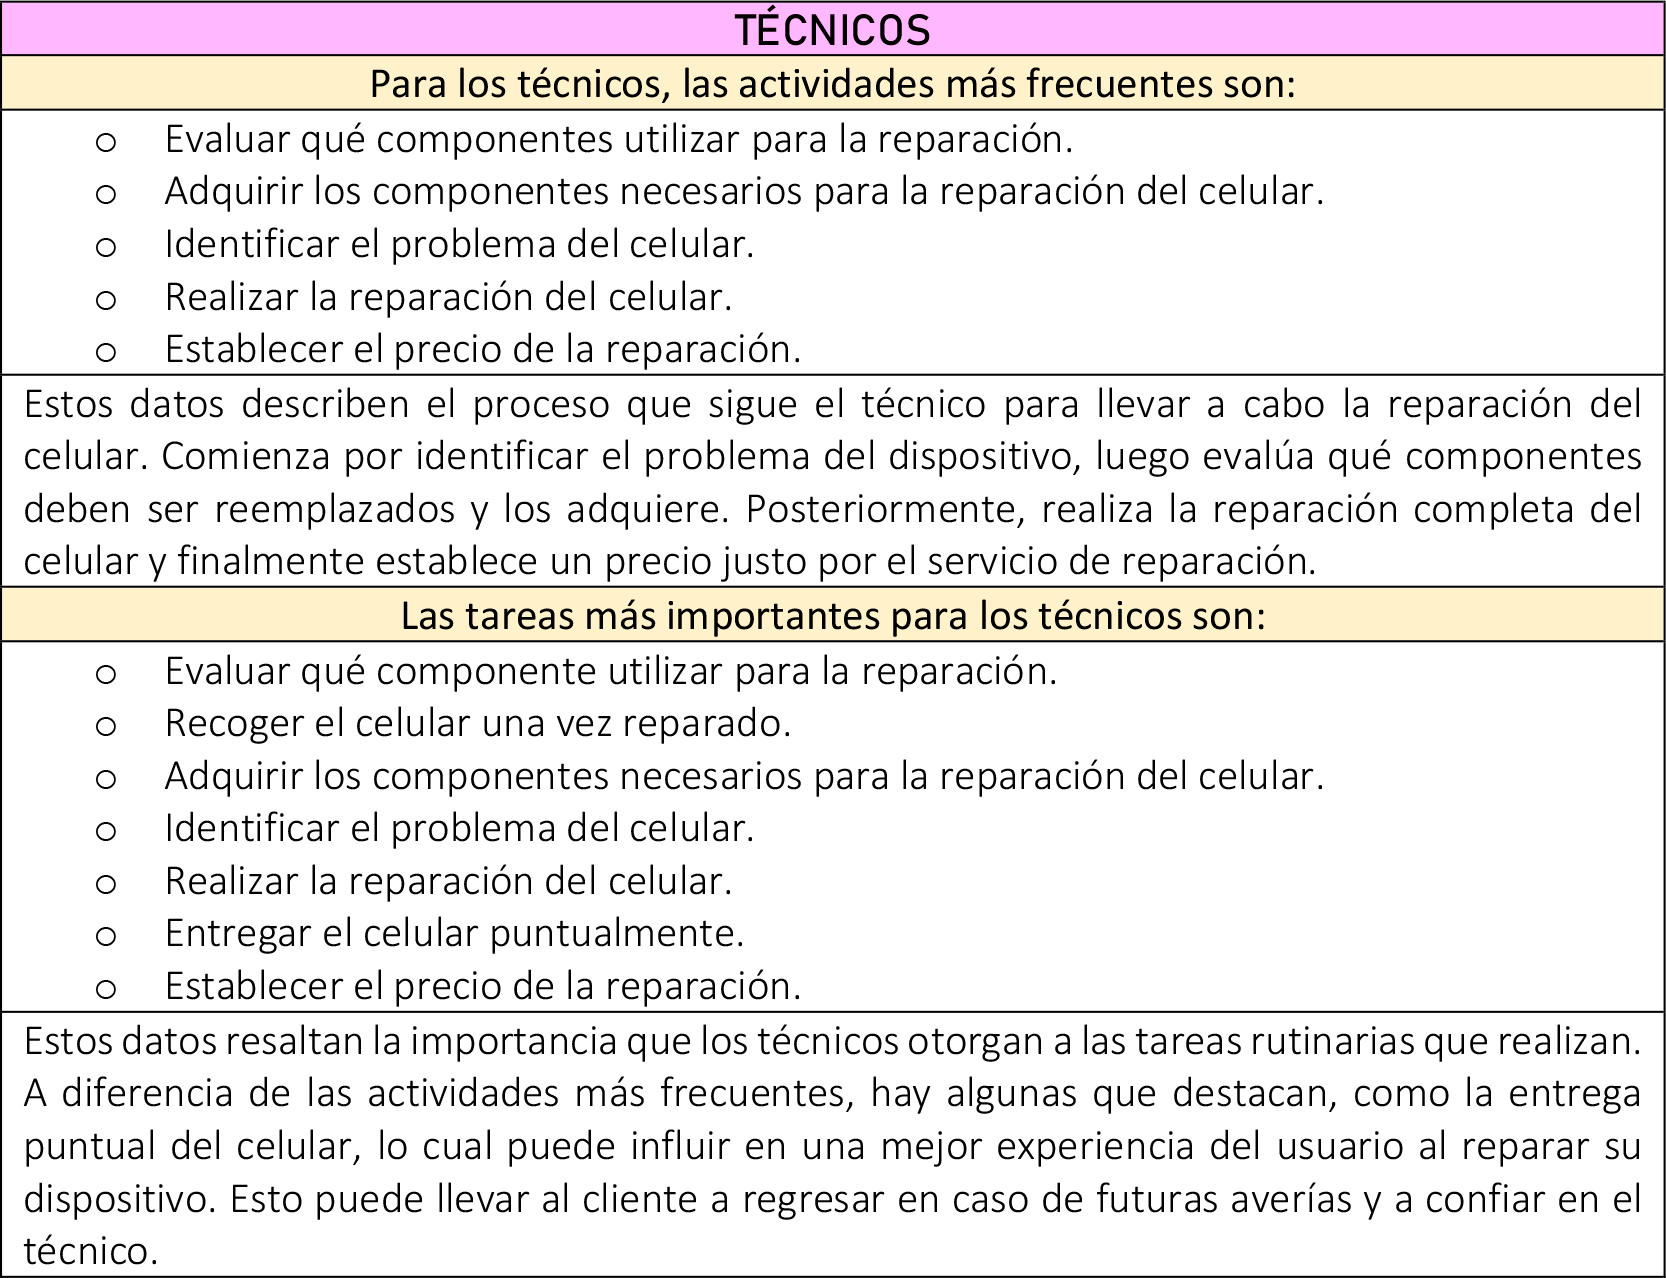 TÉCNICOS
Para los técnicos, las actividades más frecuentes son:
o Evaluar qué componentes utilizar para la reparación.
o Adquirir los componentes necesarios para la reparación del celular.
o Identificar el problema del celular.
o Realizar la reparación del celular.
o Establecer el precio de la reparación.
Estos datos describen el proceso que sigue el técnico para llevar a cabo la reparación del
celular. Comienza por identificar el problema del dispositivo, luego evalúa qué componentes
deben ser reemplazados y los adquiere. Posteriormente, realiza la reparación completa del
celular y finalmente establece un precio justo por el servicio de reparación.
Las tareas más importantes para los técnicos son:
o Evaluar qué componente utilizar para la reparación.
o Recoger el celular una vez reparado.
o Adquirir los componentes necesarios para la reparación del celular.
o Identificar el problema del celular.
o Realizar la reparación del celular.
o Entregar el celular puntualmente.
o Establecer el precio de la reparación.
Estos datos resaltan la importancia que los técnicos otorgan a las tareas rutinarias que realizan.
A diferencia de las actividades más frecuentes, hay algunas que destacan, como la entrega
puntual del celular, lo cual puede influir en una mejor experiencia del usuario al reparar su
dispositivo. Esto puede llevar al cliente a regresar en caso de futuras averías y a confiar en el
técnico.